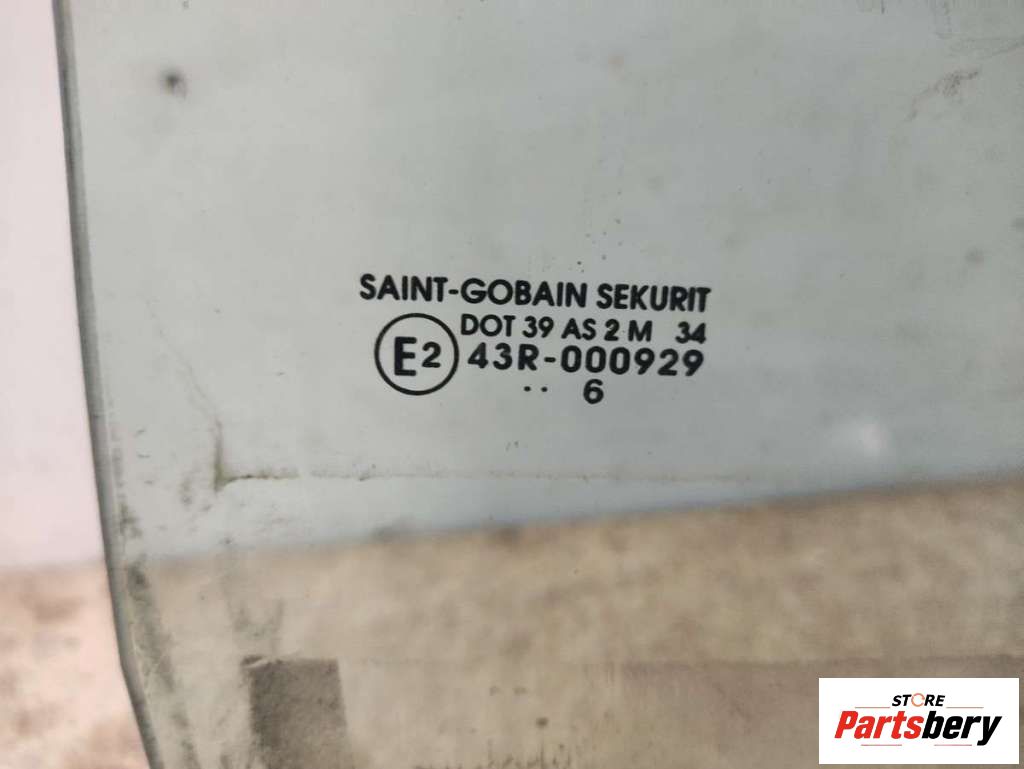 SAINT-GOBAIN SEKURIT
DOT 39 AS 2 M 34
E2 43R-000929
.. 6
STORE
Partsbery